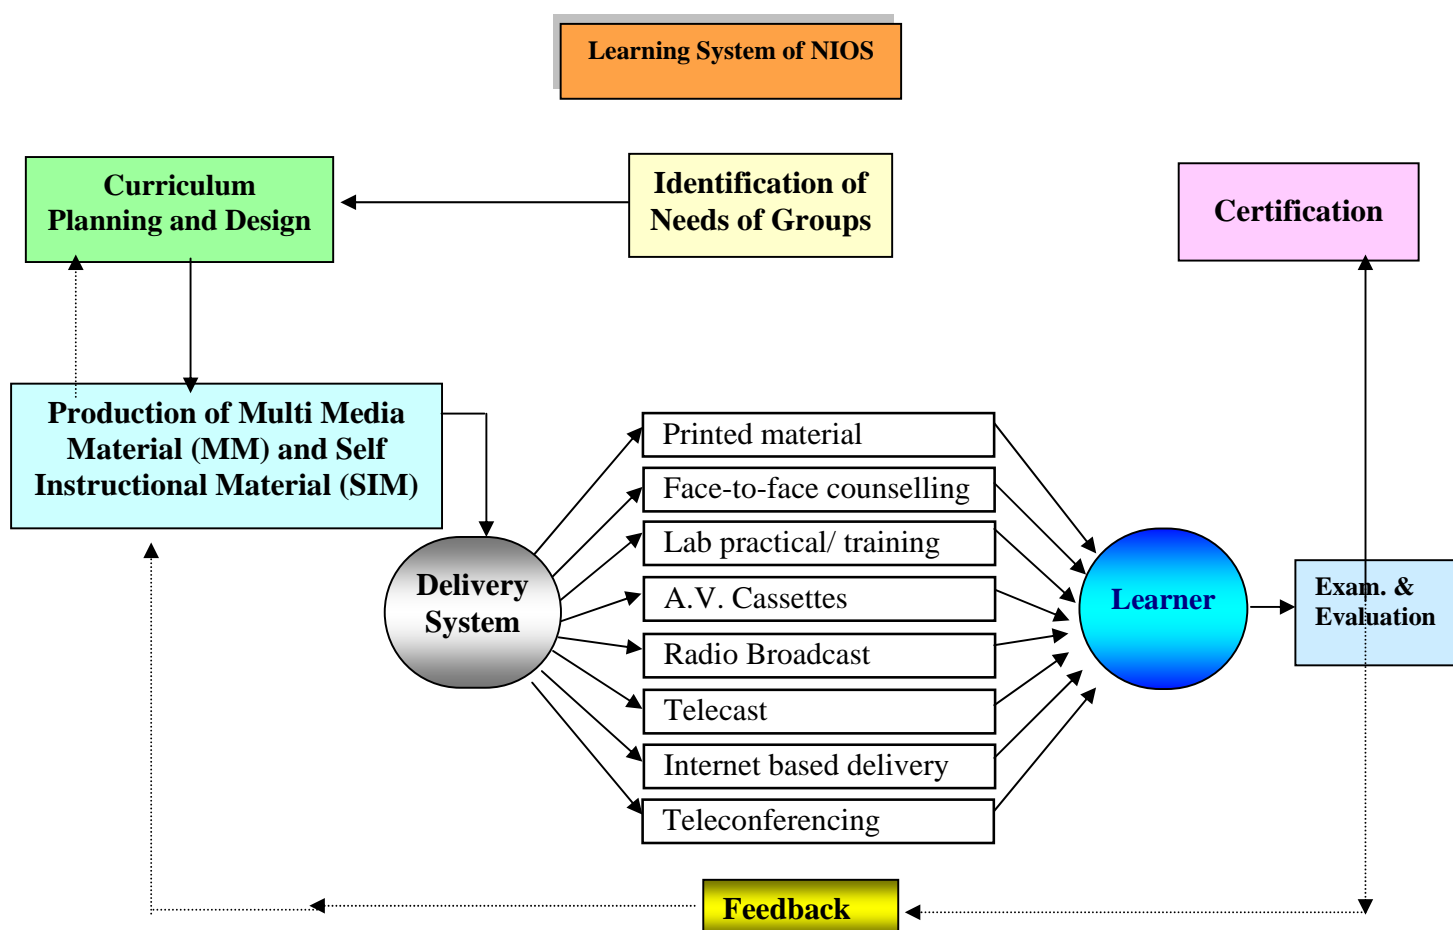 Learning System of NIOS
Curriculum
Planning and Design
Identification of
Needs of Groups
Certification
Production of Multi Media
Material (MM) and Self
Instructional Material (SIM)
Delivery
System
Printed material
Face-to-face counselling
Lab practical/ training
A.V. Cassettes
Radio Broadcast
Telecast
Internet based delivery
Teleconferencing
Learner
Exam. &
Evaluation
Feedback